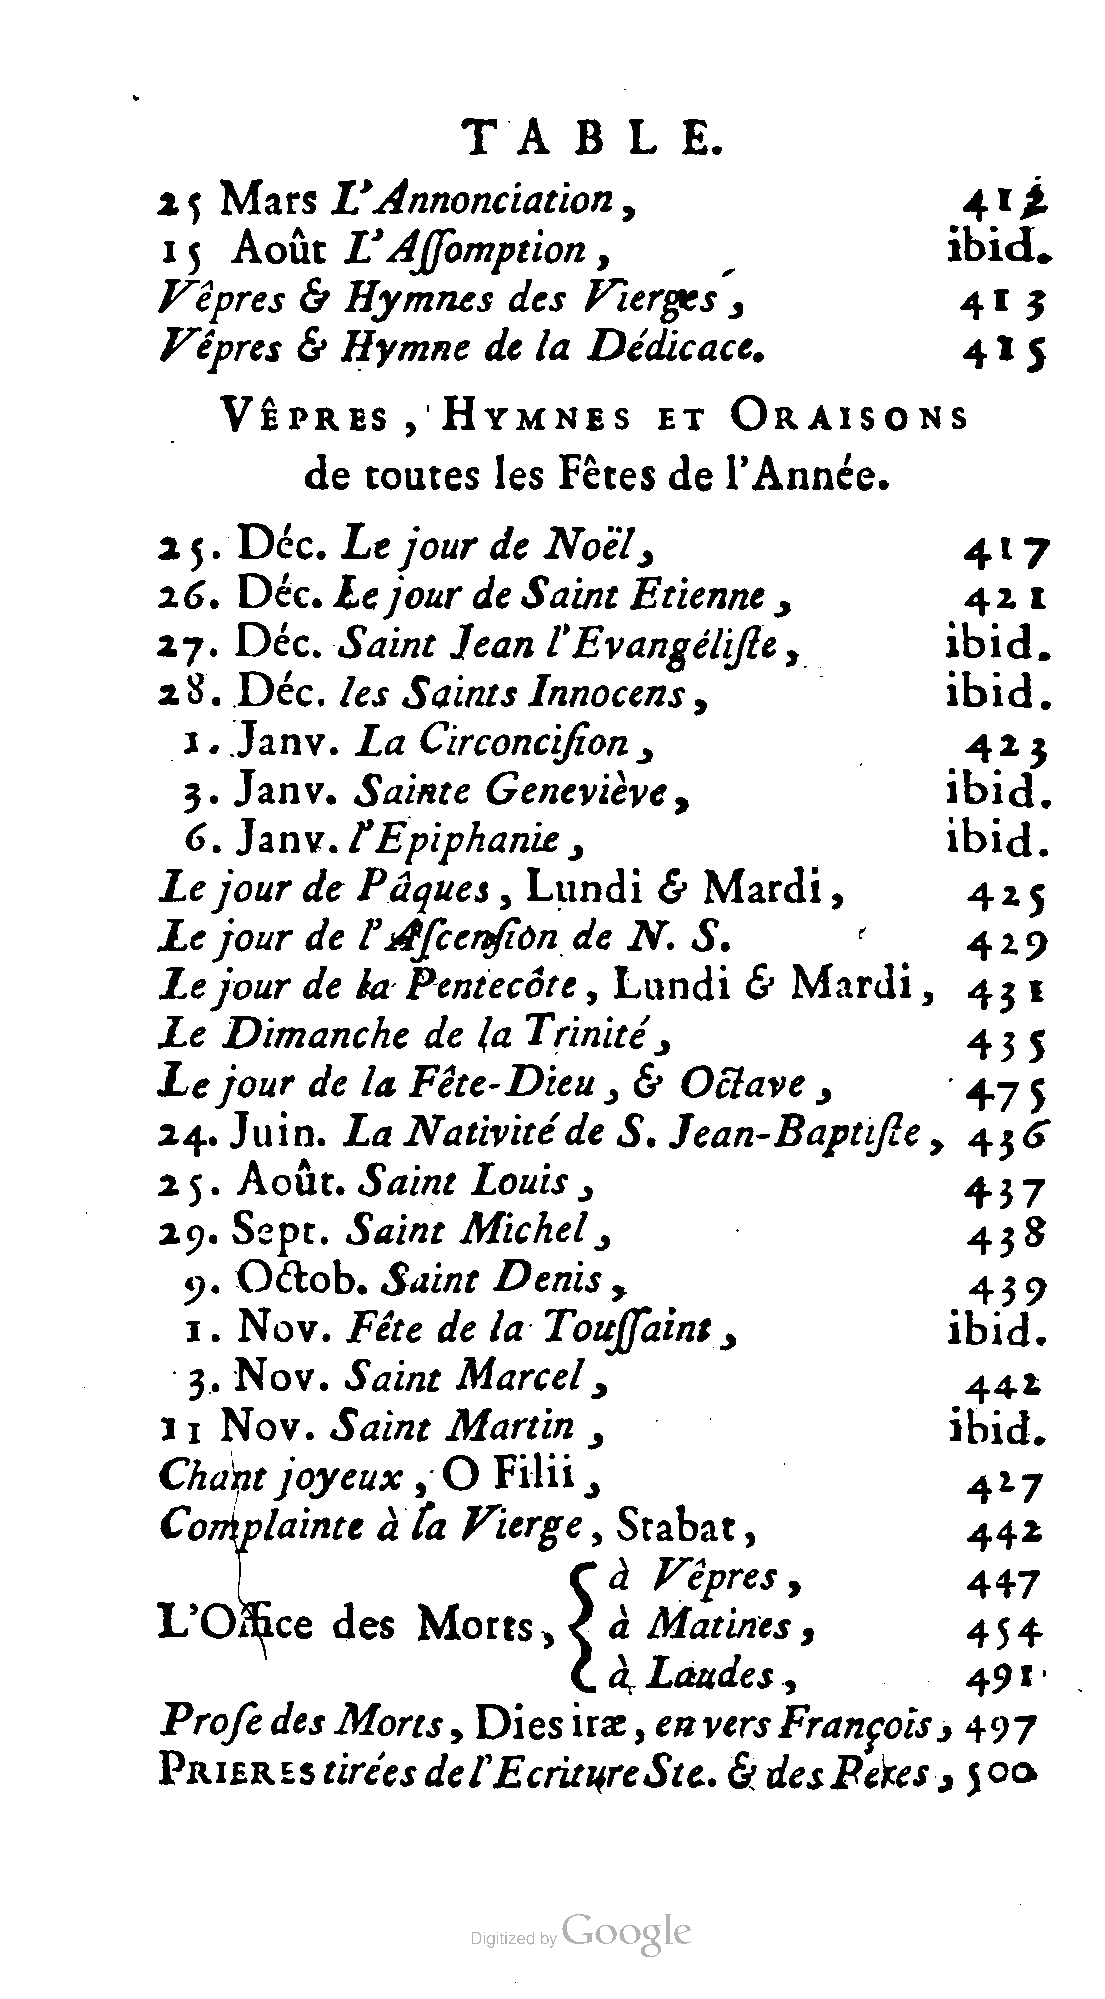 TABLE.
25 Mars L'Annonciation, 412
15 Août L'Aſſomption, ibid.
Vêpres & Hymnes des Vierges, 413
Vêpres & Hymne de la Dédicace. 415
VÊPRES, HYMNES ET ORAISONS
de toutes les Fêtes de l'Année.
25. Déc. Le jour de Noël, 417
26. Déc. Le jour de Saint Etienne, 421
27. Déc. Saint Jean l'Evangéliſte, ibid.
28. Déc. les Saints Innocens, ibid.
1. Janv. La Circonciſion, 423
3. Janv. Sainte Geneviève, ibid.
6. Janv. l'Epiphanie, ibid.
Le jour de Pâques, Lundi & Mardi, 425
Le jour de l'Aſcenſion de N. S. 429
Le jour de la Pentecôte, Lundi & Mardi, 431
Le Dimanche de la Trinité, 435
Le jour de la Fête-Dieu, & Octave, 475
24. Juin. La Nativité de S. Jean-Baptiſte, 436
25. Août. Saint Louis, 437
29. Sept. Saint Michel, 438
9. Octob. Saint Denis, 439
1. Nov. Fête de la Touſſaint, ibid.
3. Nov. Saint Marcel, 442
11 Nov. Saint Martin, ibid.
Chant joyeux, O Filii, 427
Complainte à la Vierge, Stabat, 442
à Vêpres, 447
L'Office des Morts, { à Matines, 454
à Laudes, 491
Proſe des Morts, Dies iræ, en vers François, 497
PRIERES tirées de l'Ecriture Ste. & des Peres, 500
Digitized by Google